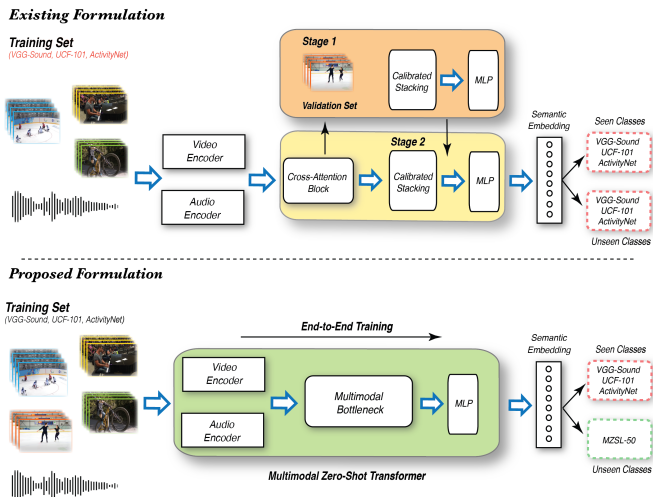 Existing Formulation
Training Set
(VGG-Sound, UCF-101, ActivityNet)
Stage 1
Validation Set
Calibrated
Stacking
MLP
Video
Encoder
Audio
Encoder
Stage 2
Cross-Attention
Block
Calibrated
Stacking
MLP
Semantic
Embedding
Seen Classes
VGG-Sound
UCF-101
ActivityNet
VGG-Sound
UCF-101
ActivityNet
Unseen Classes
Proposed Formulation
Training Set
(VGG-Sound, UCF-101, ActivityNet)
End-to-End Training
Video
Encoder
Audio
Encoder
Multimodal
Bottleneck
MLP
Multimodal Zero-Shot Transformer
Semantic
Embedding
Seen Classes
VGG-Sound
UCF-101
ActivityNet
MZSL-50
Unseen Classes